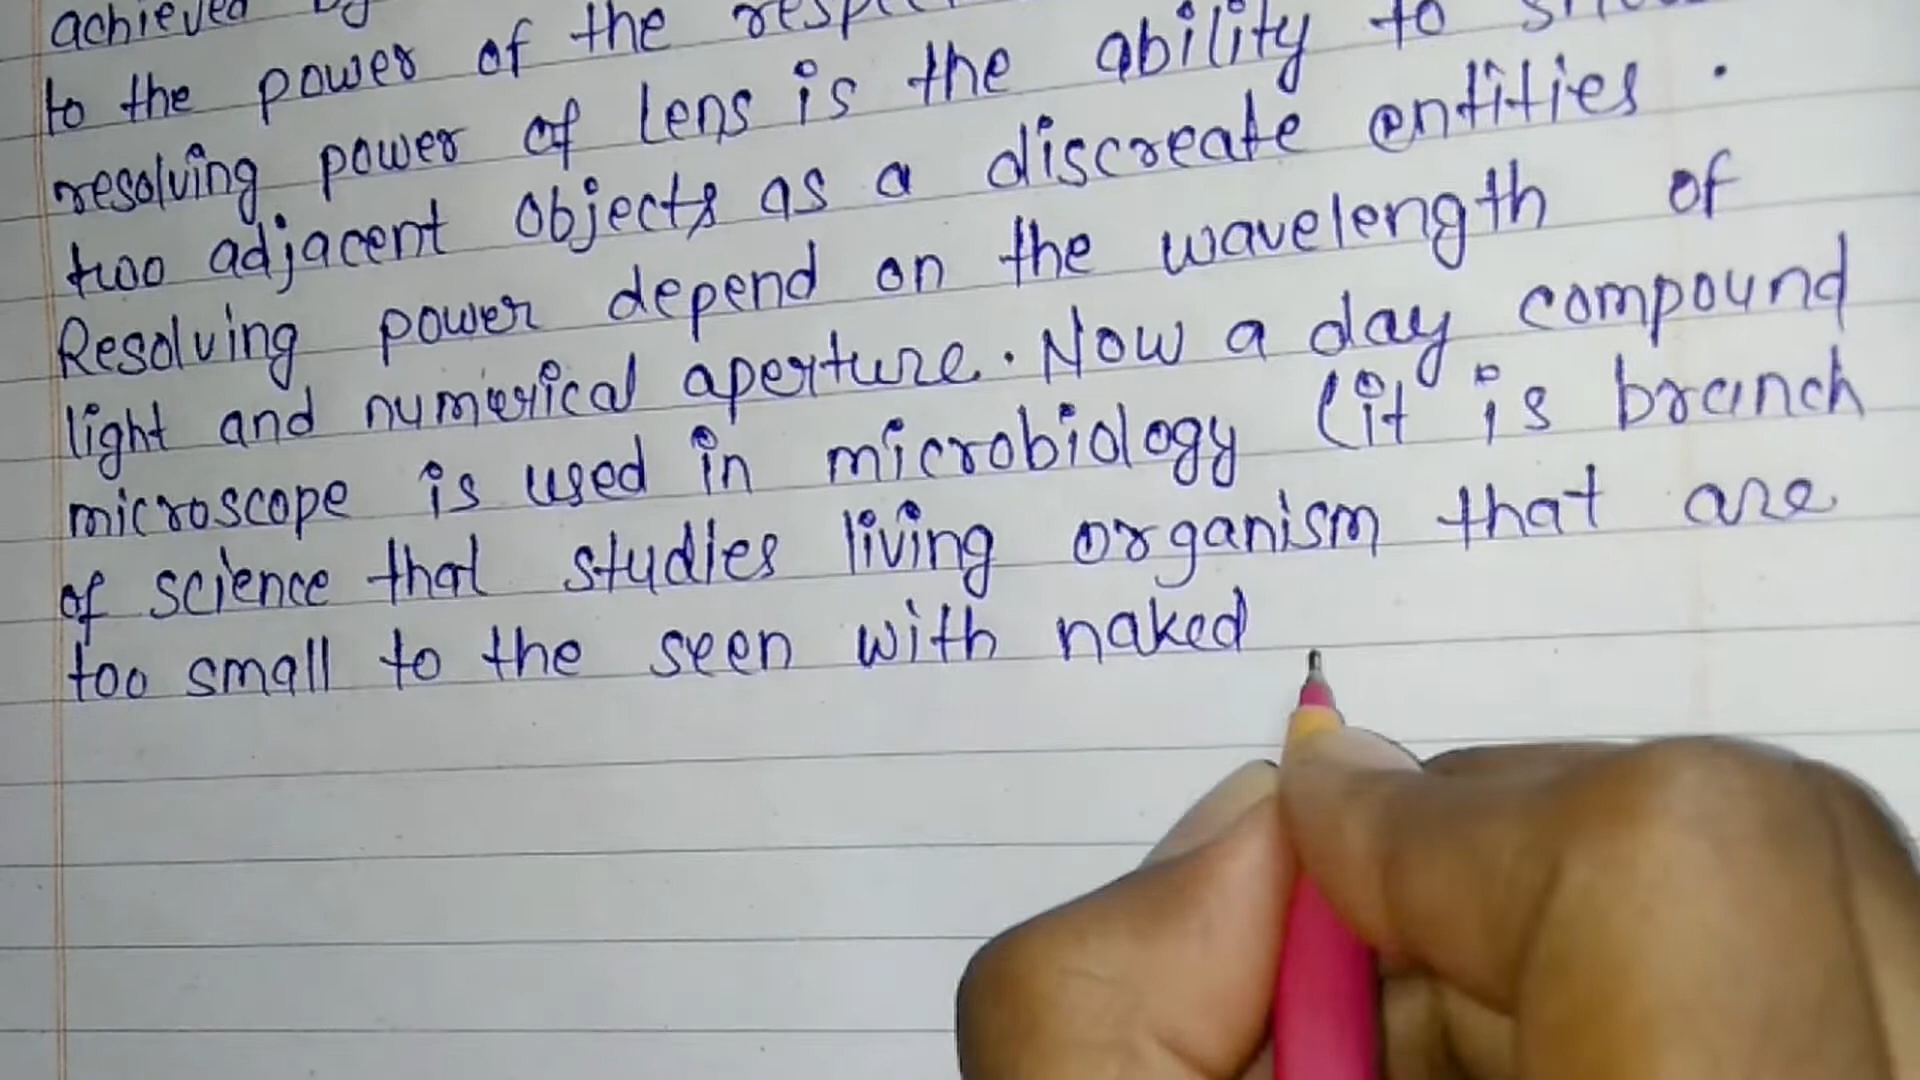 achieved
to the power of the
resolving power of lens is the ability to
two adjacent objects as a discreate entities .
Resolving power depend on the wavelength of
light and numerical aperture. Now a day compound
microscope is used in microbiology (it is branch
of science that studies living organism that are
too small to the seen with naked